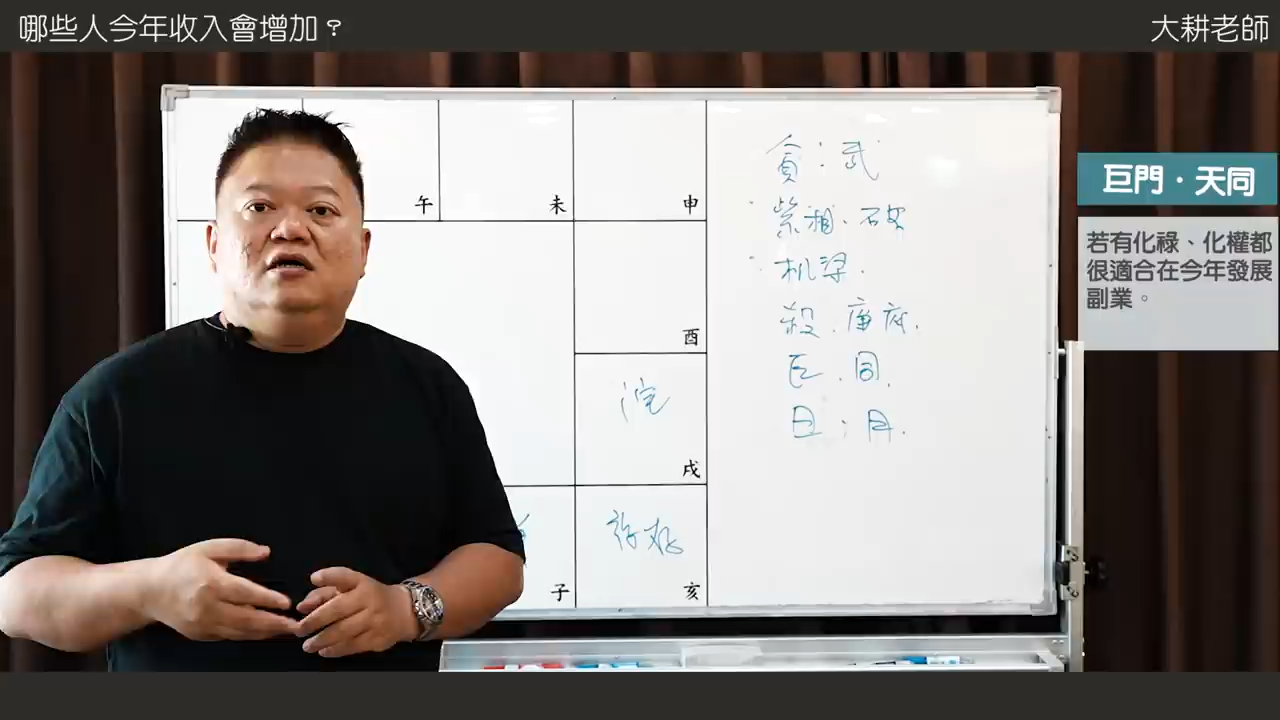 哪些人今年收入會增加？
大耕老師
午
未
申
酉
戌
子
亥
貪：武
紫相．破
机梁．
殺．廉府．
巨．同．
日：月．
巨門．天同
若有化祿、化權都
很適合在今年發展
副業。